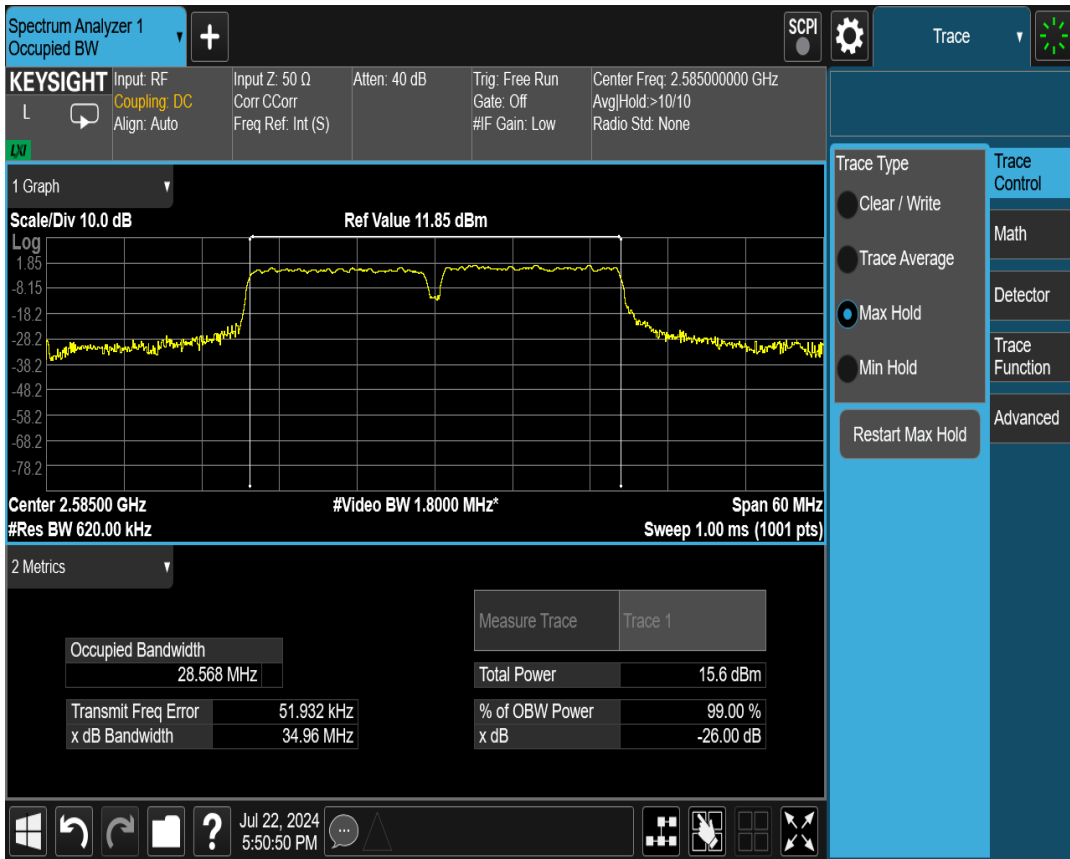 Spectrum Analyzer 1
Occupied BW
SCPI
Trace
KEYSIGHT
L
LXI
Input: RF
Coupling: DC
Align: Auto
Input Z: 50 Ω
Corr CCorr
Freq Ref: Int (S)
Atten: 40 dB
Trig: Free Run
Gate: Off
#IF Gain: Low
Center Freq: 2.585000000 GHz
Avg|Hold:>10/10
Radio Std: None
1 Graph
Scale/Div 10.0 dB
Ref Value 11.85 dBm
Log
1.85
-8.15
-18.2
-28.2
-38.2
-48.2
-58.2
-68.2
-78.2
Center 2.58500 GHz
#Video BW 1.8000 MHz*
Span 60 MHz
#Res BW 620.00 kHz
Sweep 1.00 ms (1001 pts)
2 Metrics
Measure Trace Trace 1
Occupied Bandwidth
28.568 MHz
Total Power 15.6 dBm
Transmit Freq Error 51.932 kHz
% of OBW Power 99.00 %
x dB Bandwidth 34.96 MHz
x dB -26.00 dB
Trace Type
Clear / Write
Trace Average
Max Hold
Min Hold
Restart Max Hold
Trace
Control
Math
Detector
Trace
Function
Advanced
?
Jul 22, 2024
5:50:50 PM